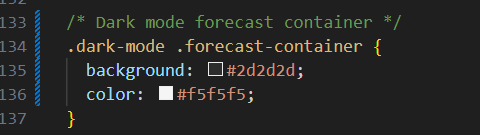 133 /* Dark mode forecast container */
134 .dark-mode .forecast-container {
135 background: #2d2d2d;
136 color: #f5f5f5;
137 }